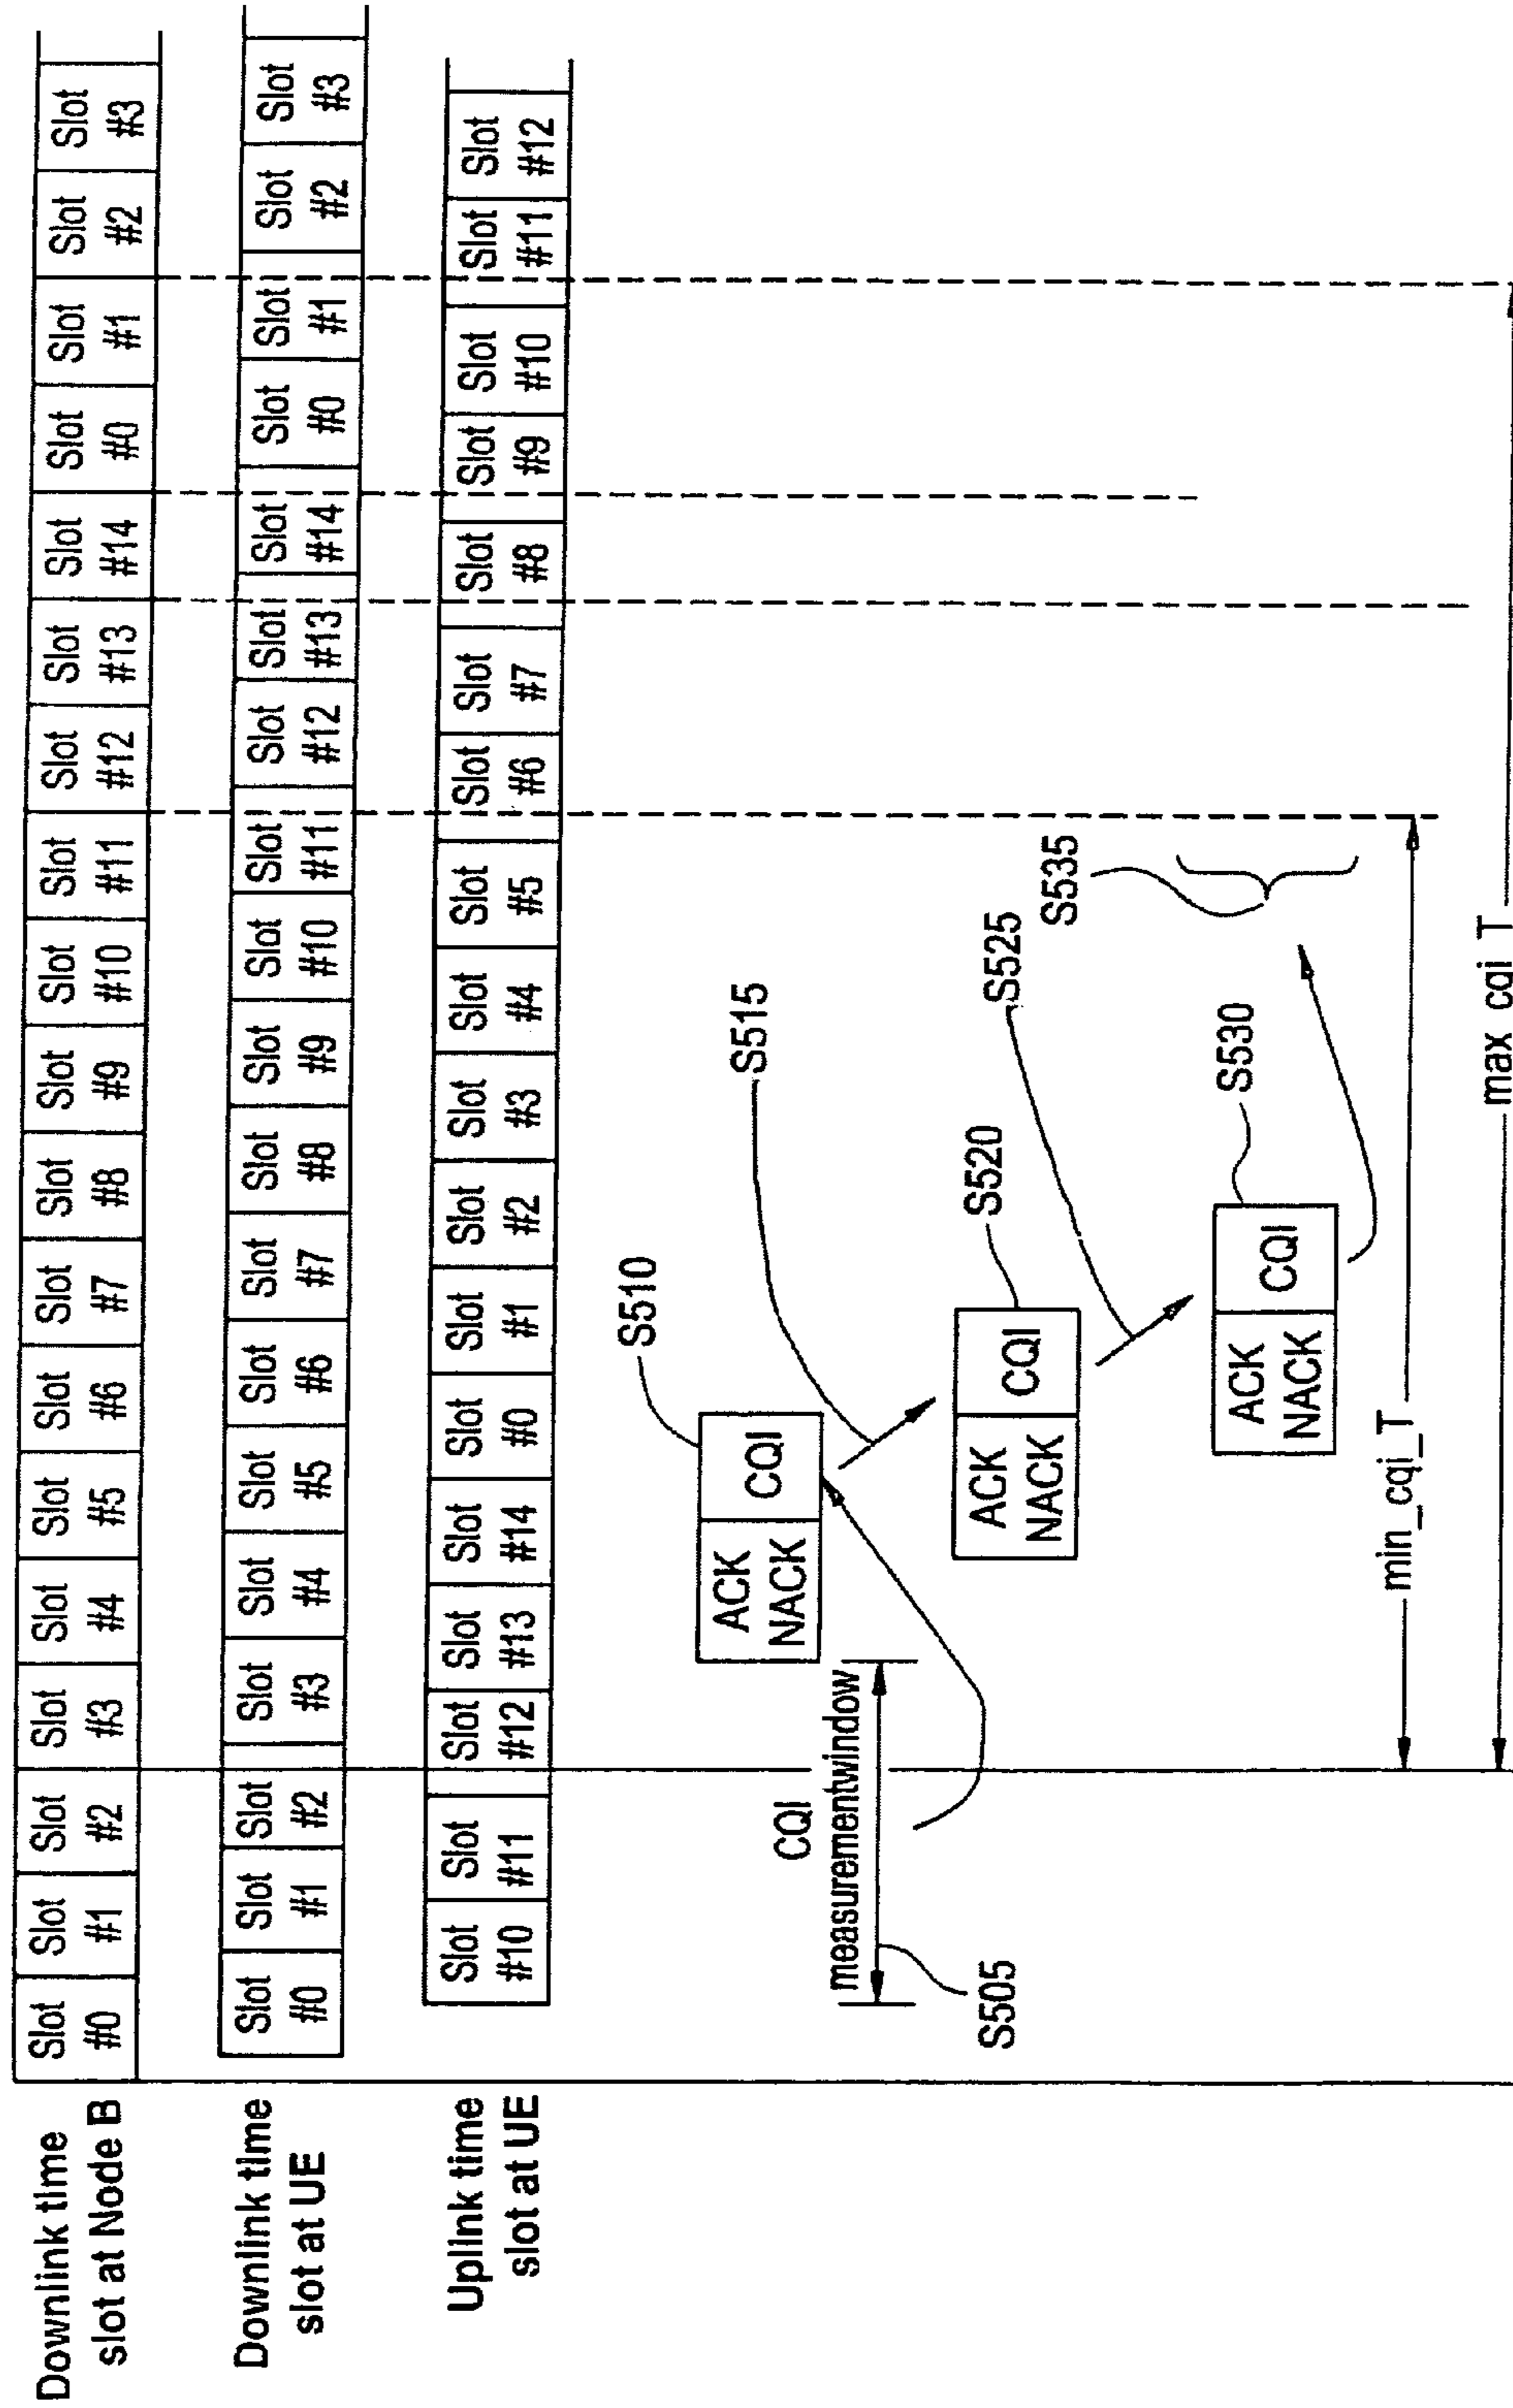 Downlink time
slot at Node B
Slot #0
Slot #1
Slot #2
Slot #3
Slot #4
Slot #5
Slot #6
Slot #7
Slot #8
Slot #9
Slot #10
Slot #11
Slot #12
Slot #13
Slot #14
Slot #0
Slot #1
Slot #2
Slot #3
Downlink time
slot at UE
Slot #0
Slot #1
Slot #2
Slot #3
Slot #4
Slot #5
Slot #6
Slot #7
Slot #8
Slot #9
Slot #10
Slot #11
Slot #12
Slot #13
Slot #14
Slot #0
Slot #1
Slot #2
Slot #3
Uplink time
slot at UE
Slot #10
Slot #11
Slot #12
Slot #13
Slot #14
Slot #0
Slot #1
Slot #2
Slot #3
Slot #4
Slot #5
Slot #6
Slot #7
Slot #8
Slot #9
Slot #10
Slot #11
Slot #12
S510
ACK
NACK
CQI
S515
CQI
measurementwindow
S505
S520
ACK
NACK
CQI
S525
S535
S530
ACK
NACK
CQI
min_cqi_T
max cqi T